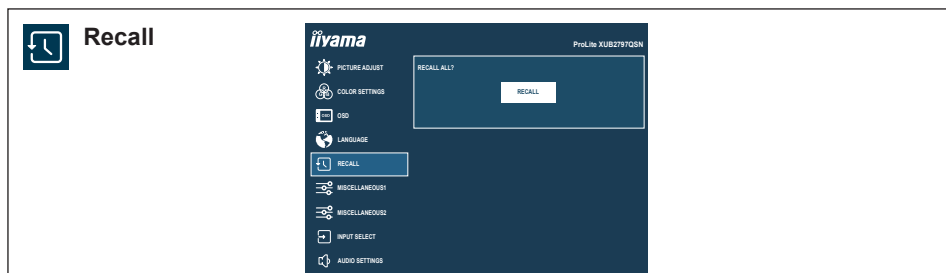 Recall
iiyama
ProLite XUB2797QSN
PICTURE ADJUST
RECALL ALL?
COLOR SETTINGS
RECALL
OSD
OSD
LANGUAGE
RECALL
MISCELLANEOUS1
MISCELLANEOUS2
INPUT SELECT
AUDIO SETTINGS